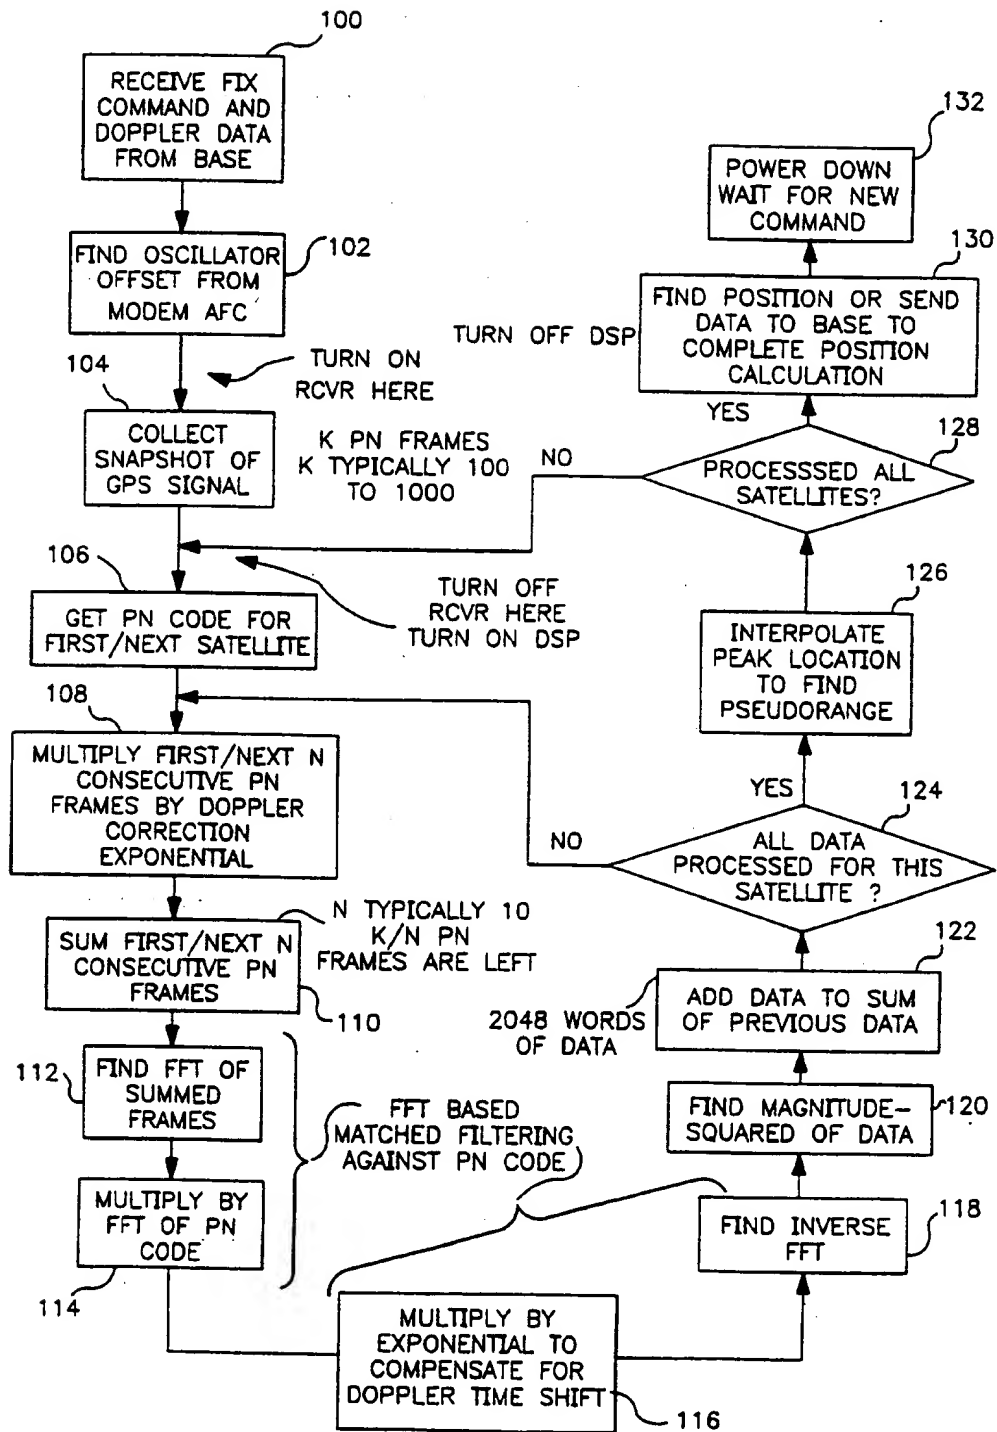 100
RECEIVE FIX
COMMAND AND
DOPPLER DATA
FROM BASE
102
FIND OSCILLATOR
OFFSET FROM
MODEM AFC
TURN ON
RCVR HERE
104
COLLECT
SNAPSHOT OF
GPS SIGNAL
K PN FRAMES
K TYPICALLY 100
TO 1000
106
TURN OFF
RCVR HERE
TURN ON DSP
GET PN CODE FOR
FIRST/NEXT SATELLITE
108
MULTIPLY FIRST/NEXT N
CONSECUTIVE PN
FRAMES BY DOPPLER
CORRECTION
EXPONENTIAL
N TYPICALLY 10
K/N PN
FRAMES ARE LEFT
SUM FIRST/NEXT N
CONSECUTIVE PN
FRAMES
110
112
FIND FFT OF
SUMMED
FRAMES
FFT BASED
MATCHED FILTERING
AGAINST PN CODE
MULTIPLY BY
FFT OF PN
CODE
114
MULTIPLY BY
EXPONENTIAL TO
COMPENSATE FOR
DOPPLER TIME SHIFT
116
FIND INVERSE
FFT
118
FIND MAGNITUDE-
SQUARED OF DATA
120
2048 WORDS
OF DATA
ADD DATA TO SUM
OF PREVIOUS DATA
122
ALL DATA
PROCESSED FOR THIS
SATELLITE ?
124
NO
YES
INTERPOLATE
PEAK LOCATION
TO FIND
PSEUDORANGE
126
PROCESSSED ALL
SATELLITES?
128
NO
YES
TURN OFF DSP
FIND POSITION OR SEND
DATA TO BASE TO
COMPLETE POSITION
CALCULATION
130
POWER DOWN
WAIT FOR NEW
COMMAND
132